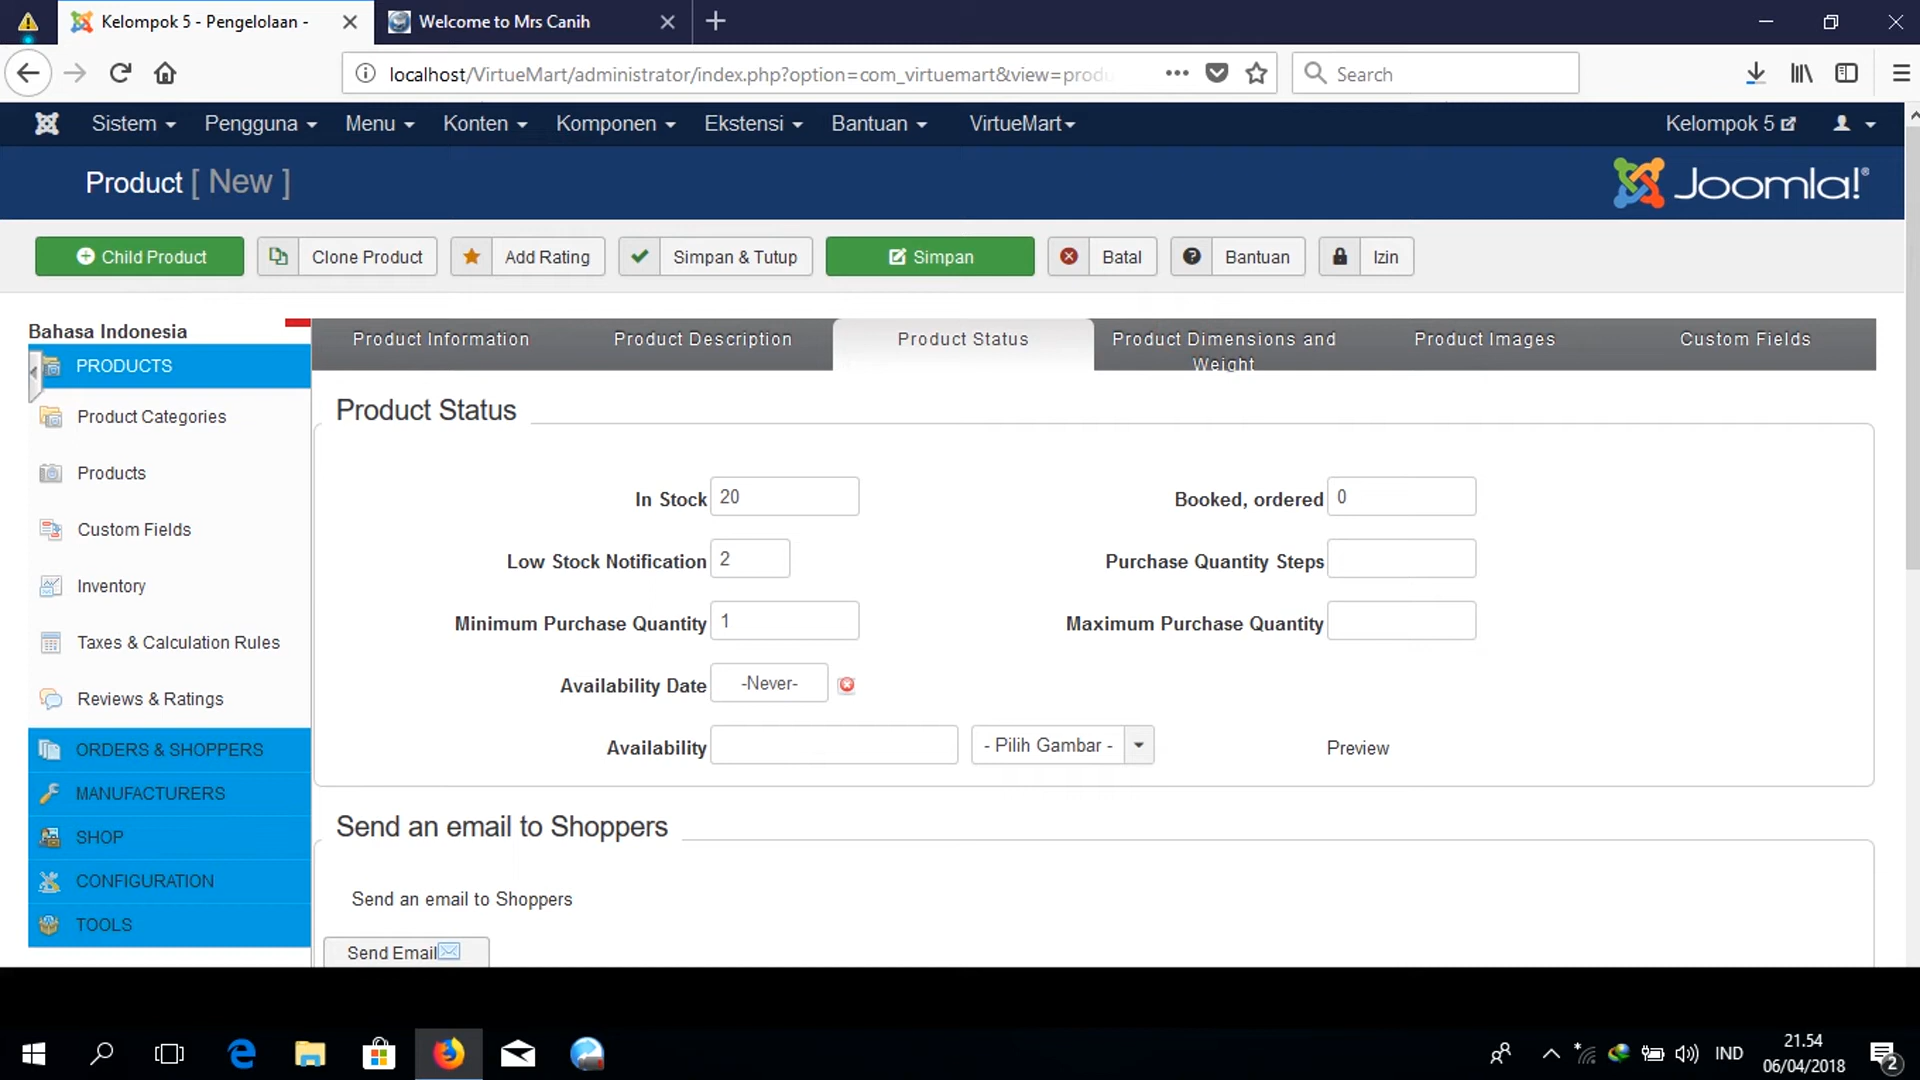 Kelompok 5 - Pengelolaan -
Welcome to Mrs Canih
localhost/VirtueMart/administrator/index.php?option=com_virtuemart&view=produ
Search
Sistem
Pengguna
Menu
Konten
Komponen
Ekstensi
Bantuan
VirtueMart
Kelompok 5
Product [ New ]
Joomla!®
Child Product
Clone Product
Add Rating
Simpan & Tutup
Simpan
Batal
Bantuan
Izin
Bahasa Indonesia
PRODUCTS
Product Categories
Products
Custom Fields
Inventory
Taxes & Calculation Rules
Reviews & Ratings
ORDERS & SHOPPERS
MANUFACTURERS
SHOP
CONFIGURATION
TOOLS
Product Information
Product Description
Product Status
Product Dimensions and
Weight
Product Images
Custom Fields
Product Status
In Stock 20
Booked, ordered 0
Low Stock Notification 2
Purchase Quantity Steps
Minimum Purchase Quantity 1
Maximum Purchase Quantity
Availability Date -Never-
Availability - Pilih Gambar - Preview
Send an email to Shoppers
Send an email to Shoppers
Send Email
IND
21.54
06/04/2018
2